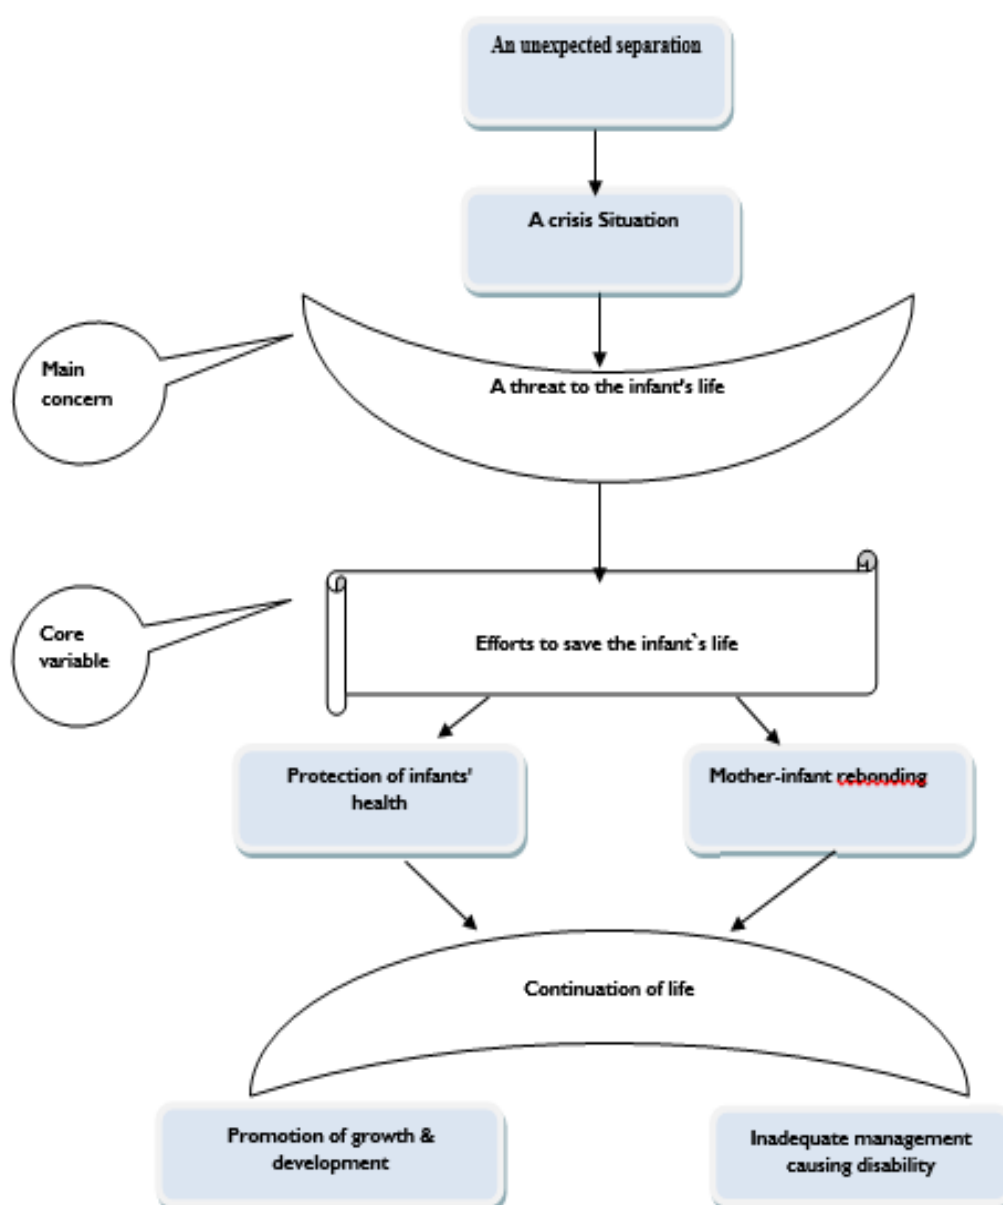 An unexpected separation
A crisis Situation
Main
concern
A threat to the infant's life
Core
variable
Efforts to save the infant`s life
Protection of infants'
health
Mother-infant rebonding
Continuation of life
Promotion of growth &
development
Inadequate management
causing disability